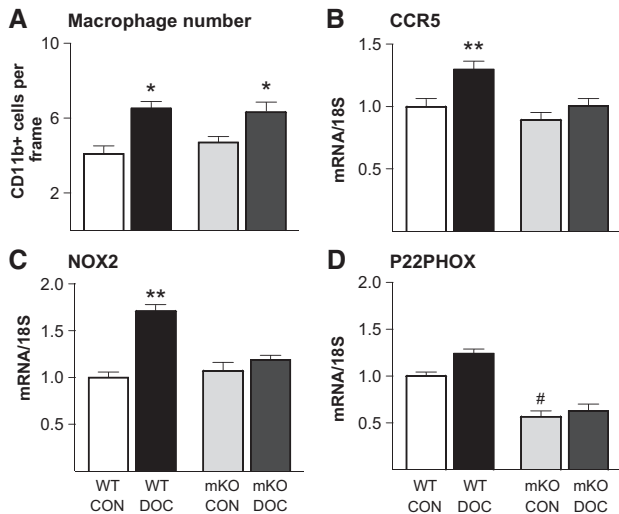 A Macrophage number
CD11b+ cells per
frame
10
6
2
*
*
B CCR5
mRNA/18S
1.5
1.0
0.5
**
C NOX2
mRNA/18S
2.0
1.5
1.0
0.5
**
WT
CON
WT
DOC
mKO
CON
mKO
DOC
D P22PHOX
mRNA/18S
2.0
1.5
1.0
0.5
#
WT
CON
WT
DOC
mKO
CON
mKO
DOC